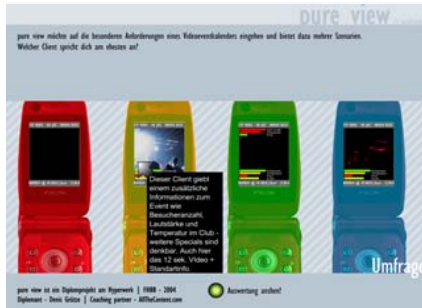 pure view
pure view möchte auf die besonderen Anforderungen eines Videoeventkalenders eingehen und bietet dazu mehrer Szenarien.
Welcher Client spricht dich am ehesten an?
Dieser Client giebt
einem zusätzliche
Informationen zum
Event wie
Besucheranzahl,
Lautstärke und
Temperatur im Club -
weitere Specials sind
denkbar. Auch hier
das 12 sek. Video +
Standartinfo
Umfrage
pure view ist ein Diplomprojekt am Hyperwerk | FHBB - 2004
Diplomant - Denis Grütze | Coaching partner - AllTheContent.com
Auswertung ansehen!